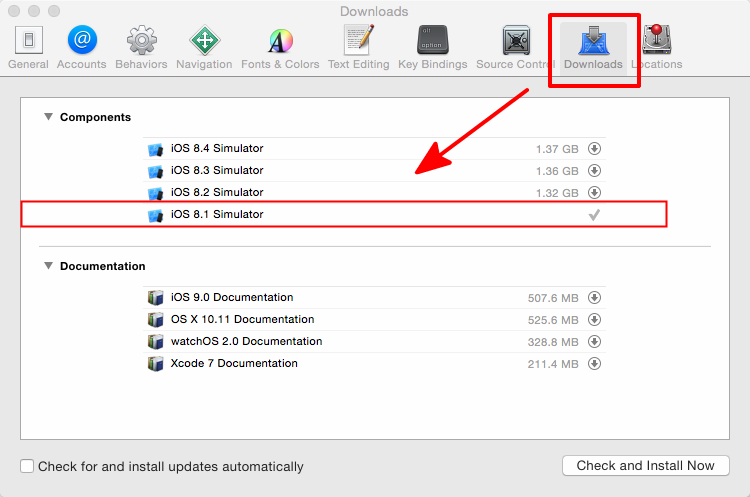 Downloads
General Accounts Behaviors Navigation Fonts & Colors Text Editing Key Bindings Source Control Downloads Locations
Components
iOS 8.4 Simulator 1.37 GB
iOS 8.3 Simulator 1.36 GB
iOS 8.2 Simulator 1.32 GB
iOS 8.1 Simulator
Documentation
iOS 9.0 Documentation 507.6 MB
OS X 10.11 Documentation 525.6 MB
watchOS 2.0 Documentation 328.8 MB
Xcode 7 Documentation 211.4 MB
Check for and install updates automatically Check and Install Now